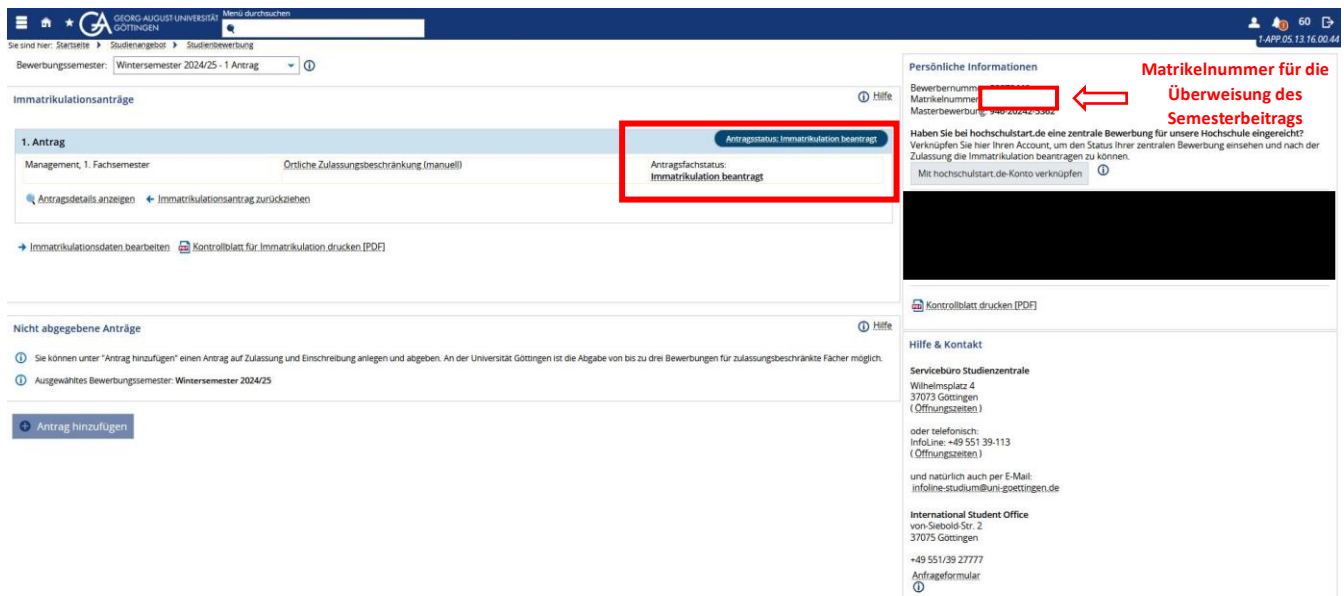 GEORG-AUGUST-UNIVERSITÄT
GÖTTINGEN
Menü durchsuchen
60
1-APP.05.13.16.00.44
Sie sind hier: Startseite Studienangebot Studienbewerbung
Bewerbungssemester: Wintersemester 2024/25 - 1 Antrag
Immatrikulationsanträge
Hilfe
1. Antrag
Antragsstatus: Immatrikulation beantragt
Management, 1. Fachsemester
Örtliche Zulassungsbeschränkung (manuell)
Antragsfachstatus:
Immatrikulation beantragt
Antragsdetails anzeigen Immatrikulationsantrag zurückziehen
Immatrikulationsdaten bearbeiten Kontrollblatt für Immatrikulation drucken [PDF]
Nicht abgegebene Anträge
Hilfe
Sie können unter "Antrag hinzufügen" einen Antrag auf Zulassung und Einschreibung anlegen und abgeben. An der Universität Göttingen ist die Abgabe von bis zu drei Bewerbungen für zulassungsbeschränkte Fächer möglich.
Ausgewähltes Bewerbungssemester: Wintersemester 2024/25
Antrag hinzufügen
Persönliche Informationen
Matrikelnummer
Masterbewerbung:
Matrikelnummer für die
Überweisung des
Semesterbeitrags
Haben Sie bei hochschulstart.de eine zentrale Bewerbung für unsere Hochschule eingereicht?
Verknüpfen Sie hier Ihren Account, um den Status Ihrer zentralen Bewerbung einsehen und nach der
Zulassung die Immatrikulation beantragen zu können.
Mit hochschulstart.de-Konto verknüpfen
Kontrollblatt drucken [PDF]
Hilfe & Kontakt
Servicebüro Studienzentrale
Wilhelmsplatz 4
37073 Göttingen
(Öffnungszeiten)
oder telefonisch:
InfoLine: +49 551 39-113
(Öffnungszeiten)
und natürlich auch per E-Mail:
infoline-studium@uni-goettingen.de
International Student Office
von-Siebold-Str. 2
37075 Göttingen
+49 551/39 27777
Anfrageformular